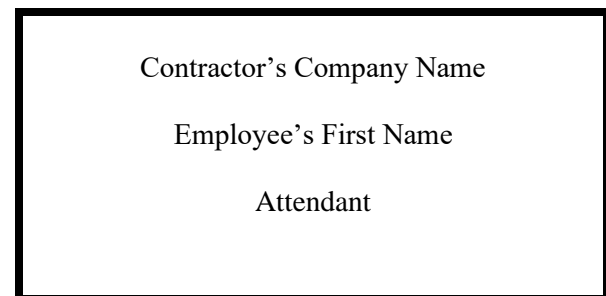 Contractor’s Company Name
Employee’s First Name
Attendant